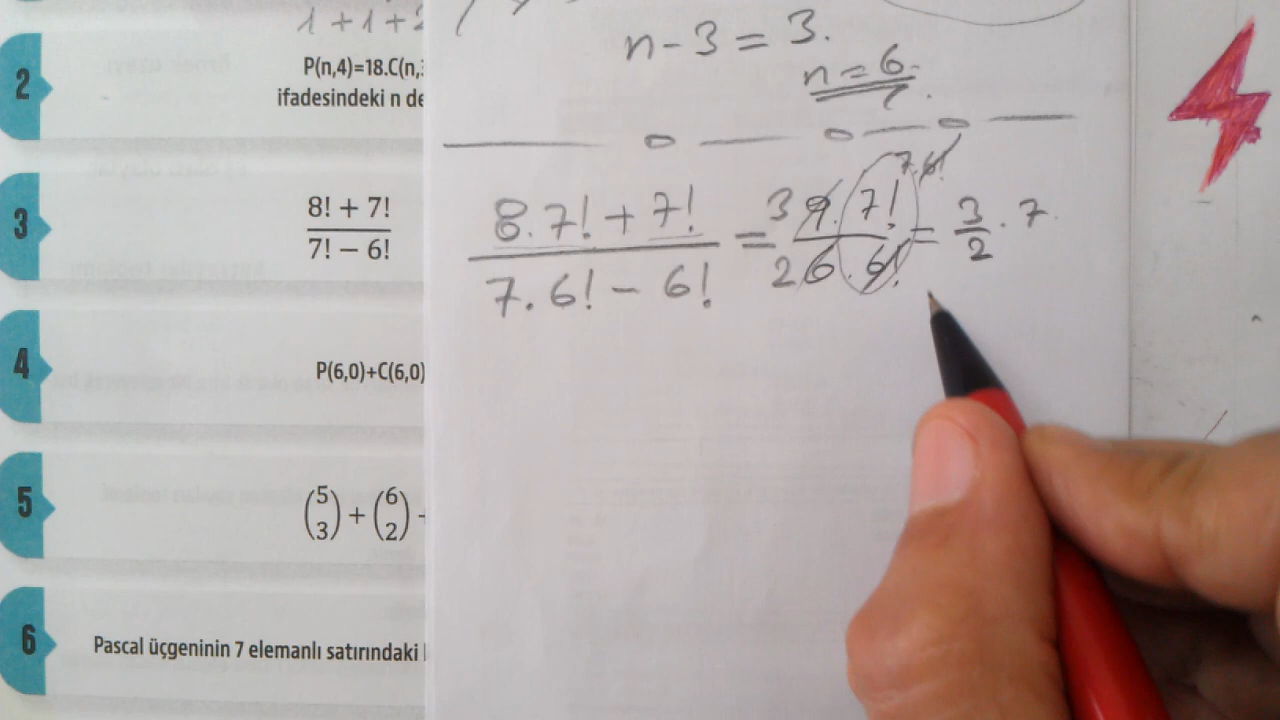 1 + 1 + 2
n - 3 = 3.
n = 6.
2
P(n,4)=18.C(n,3
ifadesindeki n de
3
8! + 7!
7! − 6!
8.7! + 7! / 7.6! - 6! = 3 9. 7! 7.6! / 2 6. 6! = 3/2 . 7
4
P(6,0)+C(6,0)
5
(5 3) + (6 2) -
6
Pascal üçgeninin 7 elemanlı satırındaki